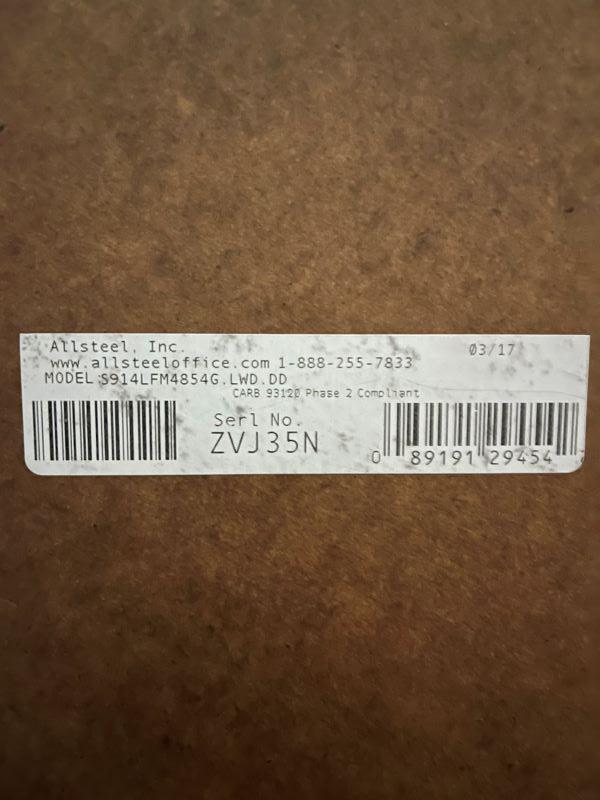 Allsteel, Inc.
03/17
www.allsteeloffice.com 1-888-255-7833
MODEL S914LFM4854G.LWD.DD
CARB 93120 Phase 2 Compliant
Serl No.
ZVJ35N
0 89191 29454